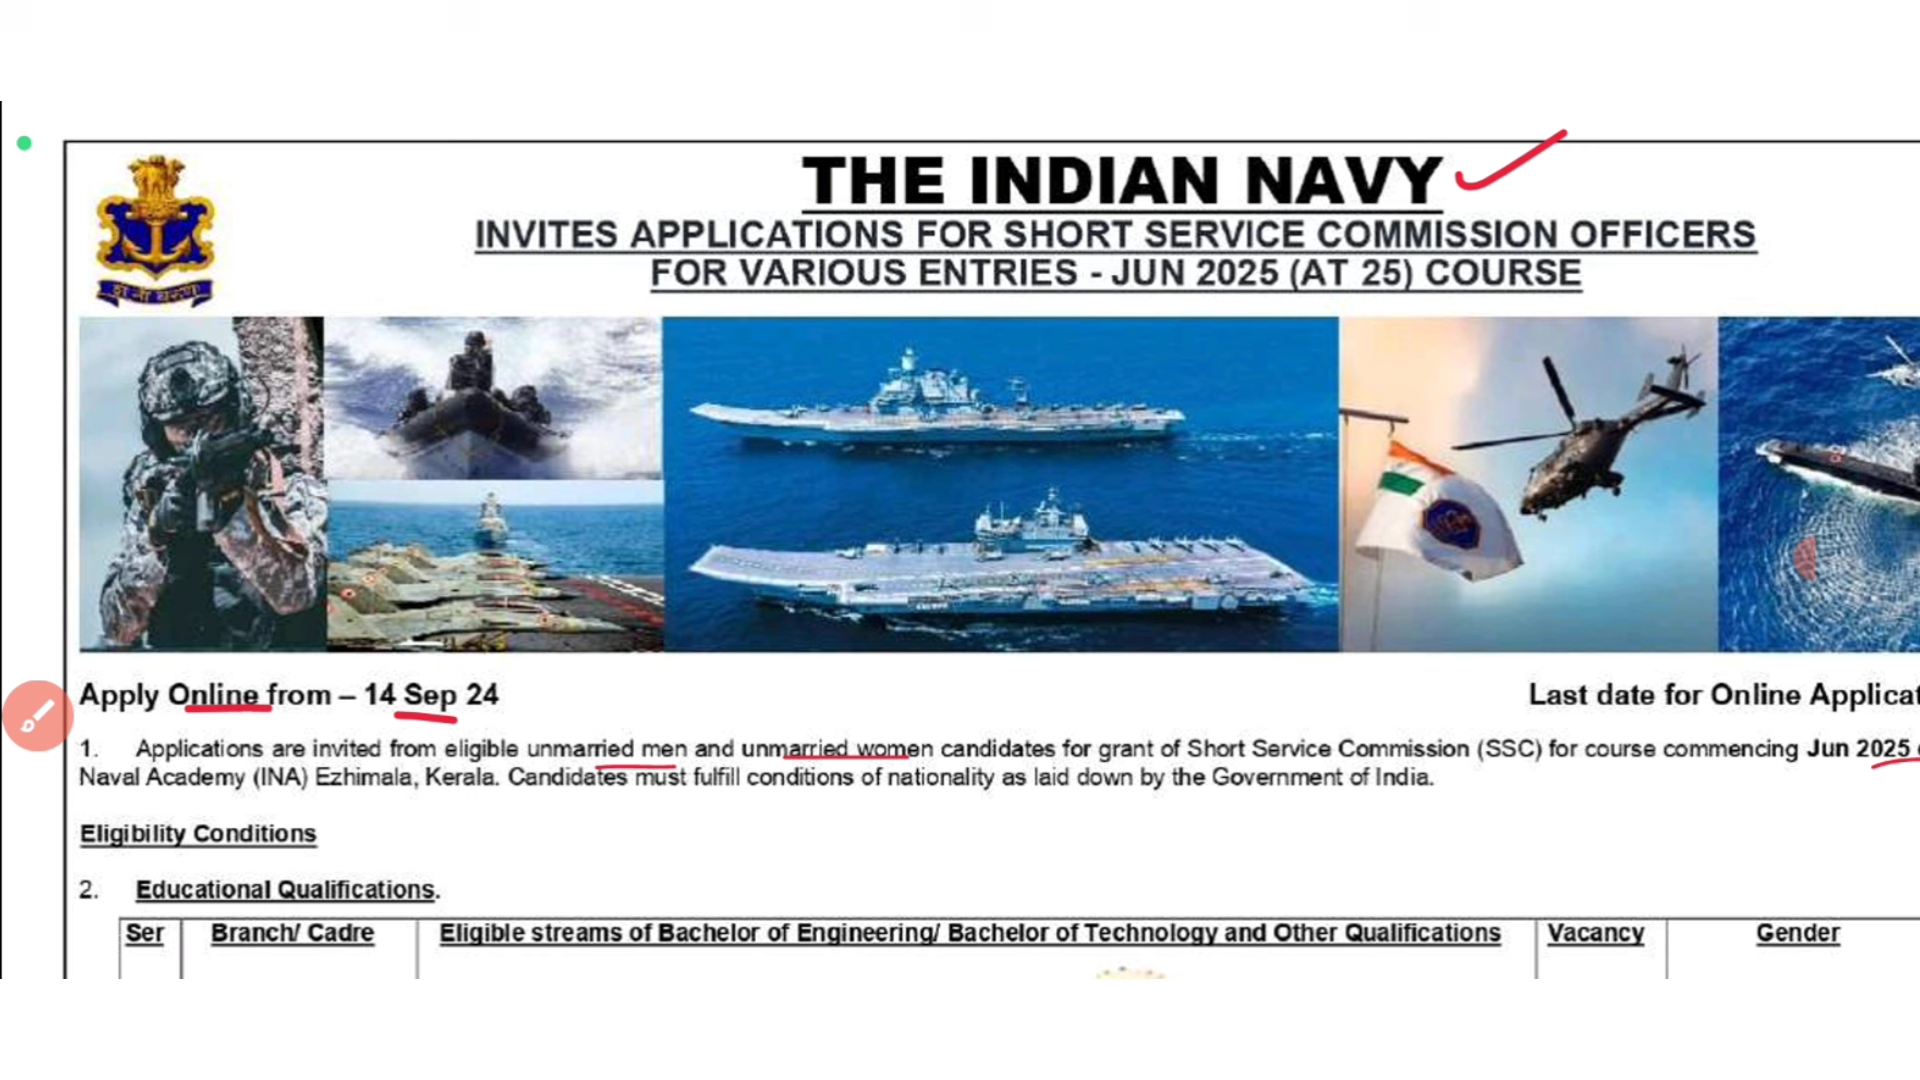 THE INDIAN NAVY
INVITES APPLICATIONS FOR SHORT SERVICE COMMISSION OFFICERS
FOR VARIOUS ENTRIES - JUN 2025 (AT 25) COURSE
Apply Online from – 14 Sep 24
Last date for Online Applicat
1. Applications are invited from eligible unmarried men and unmarried women candidates for grant of Short Service Commission (SSC) for course commencing Jun 2025
Naval Academy (INA) Ezhimala, Kerala. Candidates must fulfill conditions of nationality as laid down by the Government of India.
Eligibility Conditions
2. Educational Qualifications.
Ser Branch/ Cadre Eligible streams of Bachelor of Engineering/ Bachelor of Technology and Other Qualifications Vacancy Gender